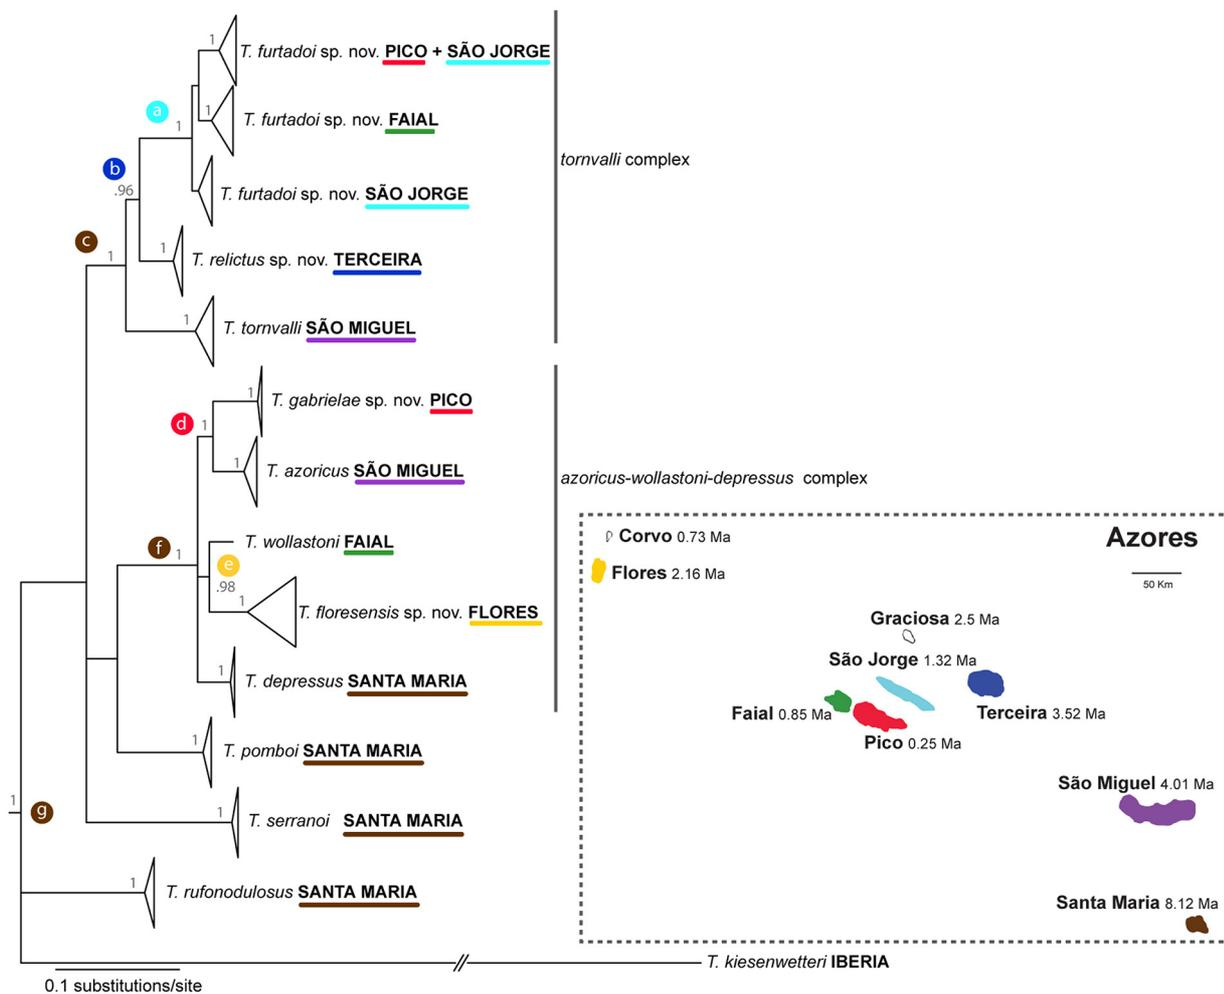 1
T. furtadoi sp. nov. PICO + SÃO JORGE
a
1
1
T. furtadoi sp. nov. FAIAL
tornvalli complex
b
.96
T. furtadoi sp. nov. SÃO JORGE
c
1
1
T. relictus sp. nov. TERCEIRA
1
T. tornvalli SÃO MIGUEL
1
T. gabrielae sp. nov. PICO
d
1
1
T. azoricus SÃO MIGUEL
azoricus-wollastoni-depressus complex
f
1
T. wollastoni FAIAL
e
.98
1
T. floresensis sp. nov. FLORES
1
T. depressus SANTA MARIA
1
T. pomboi SANTA MARIA
1
g
1
T. serranoi SANTA MARIA
1
T. rufonodulosus SANTA MARIA
T. kiesenwetteri IBERIA
0.1 substitutions/site
Azores
50 Km
Corvo 0.73 Ma
Flores 2.16 Ma
Graciosa 2.5 Ma
São Jorge 1.32 Ma
Faial 0.85 Ma
Terceira 3.52 Ma
Pico 0.25 Ma
São Miguel 4.01 Ma
Santa Maria 8.12 Ma